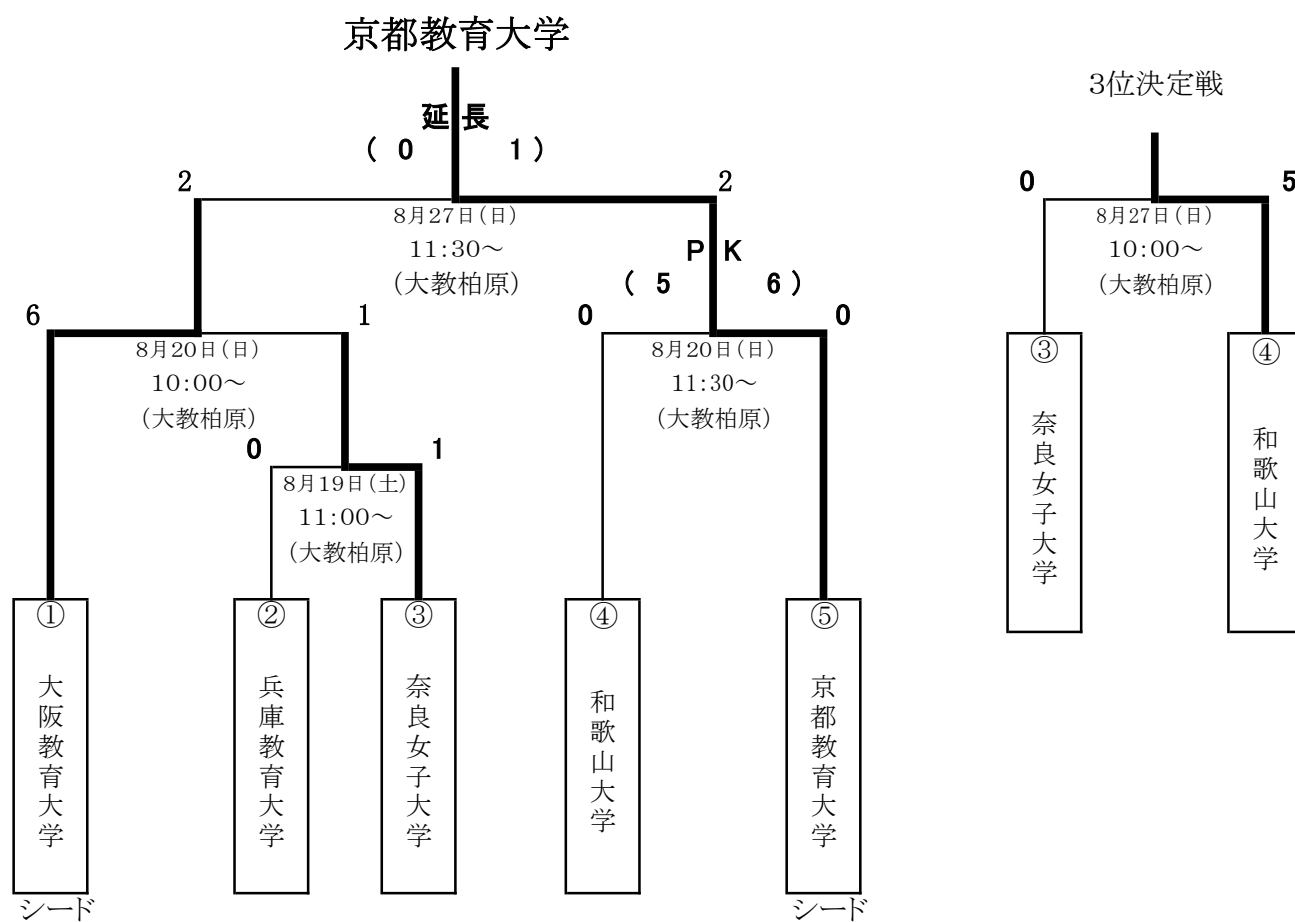 京都教育大学
3位決定戦
延 長
( 0 1 )
2 2
8月27日(日)
11:30～
(大教柏原)
0 5
8月27日(日)
10:00～
(大教柏原)
P K
( 5 6 )
6 1
8月20日(日)
10:00～
(大教柏原)
0 0
8月20日(日)
11:30～
(大教柏原)
0 1
8月19日(土)
11:00～
(大教柏原)
③ 奈良女子大学
④ 和歌山大学
① 大阪教育大学
② 兵庫教育大学
③ 奈良女子大学
④ 和歌山大学
⑤ 京都教育大学
シード
シード